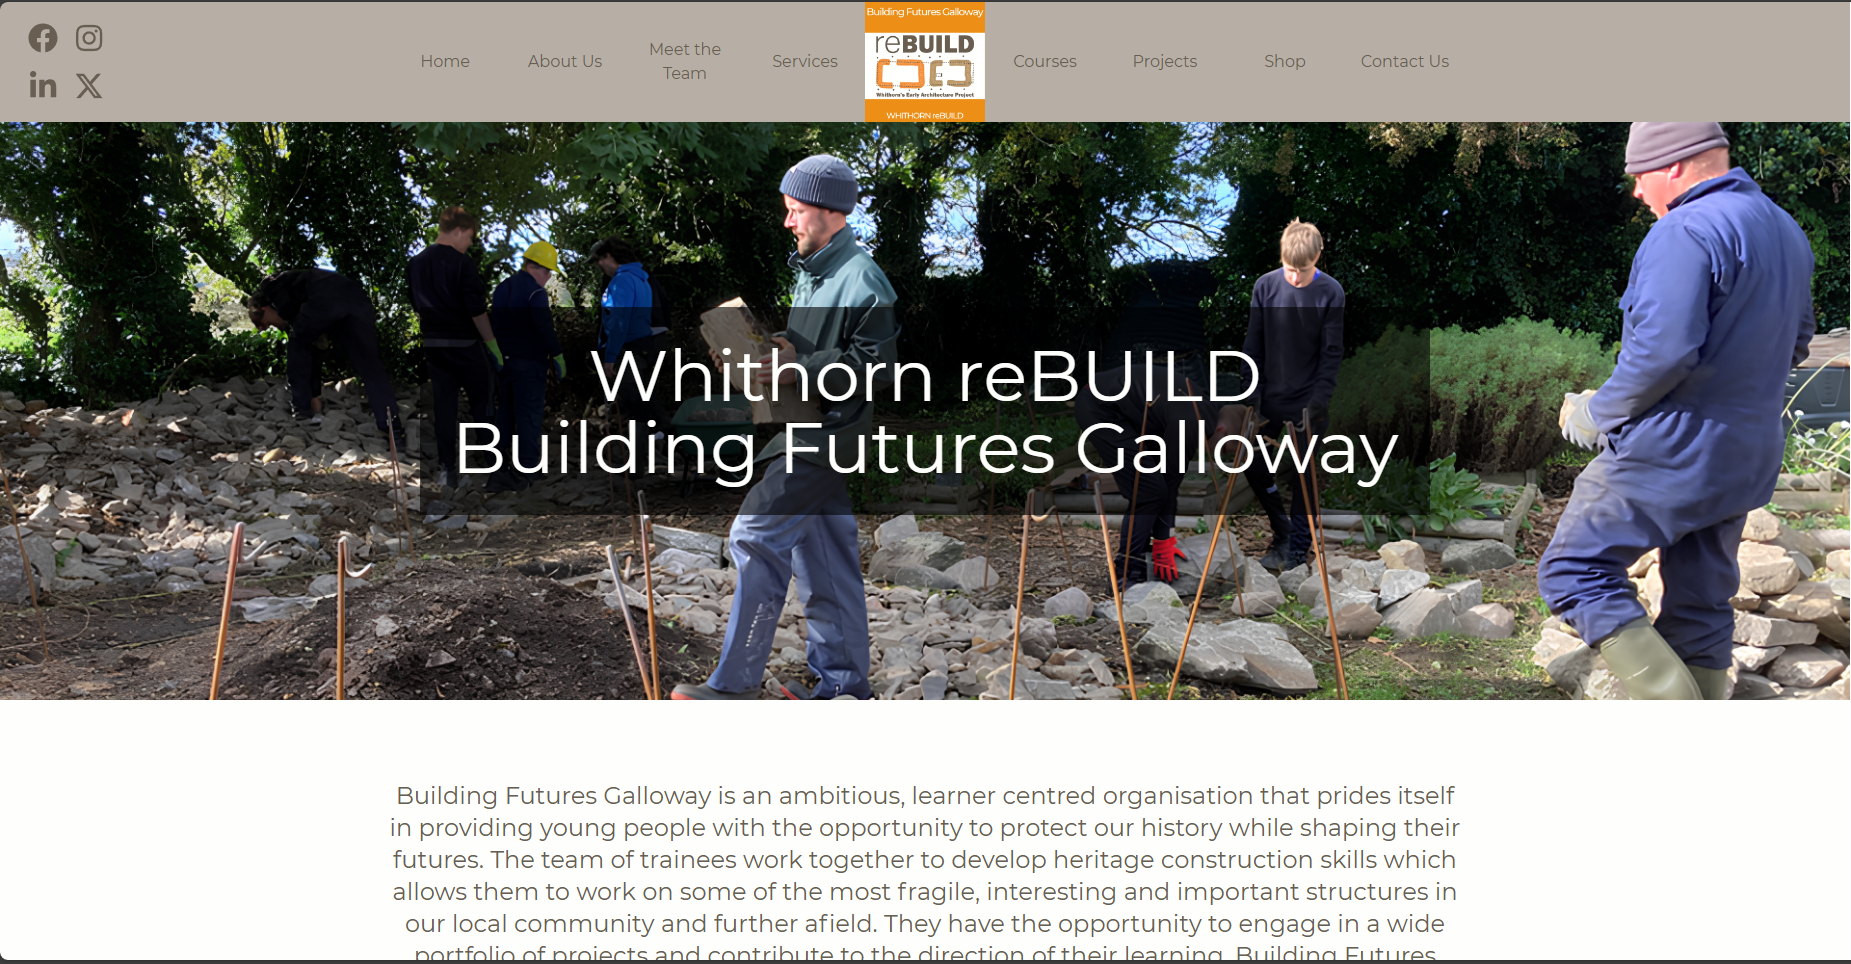 Home
About Us
Meet the
Team
Services
Building Futures Galloway
reBUILD
Whithorn's Early Architecture Project
WHITHORN reBUILD
Courses
Projects
Shop
Contact Us
Whithorn reBUILD
Building Futures Galloway
Building Futures Galloway is an ambitious, learner centred organisation that prides itself
in providing young people with the opportunity to protect our history while shaping their
futures. The team of trainees work together to develop heritage construction skills which
allows them to work on some of the most fragile, interesting and important structures in
our local community and further afield. They have the opportunity to engage in a wide
portfolio of projects and contribute to the direction of their learning. Building Futures